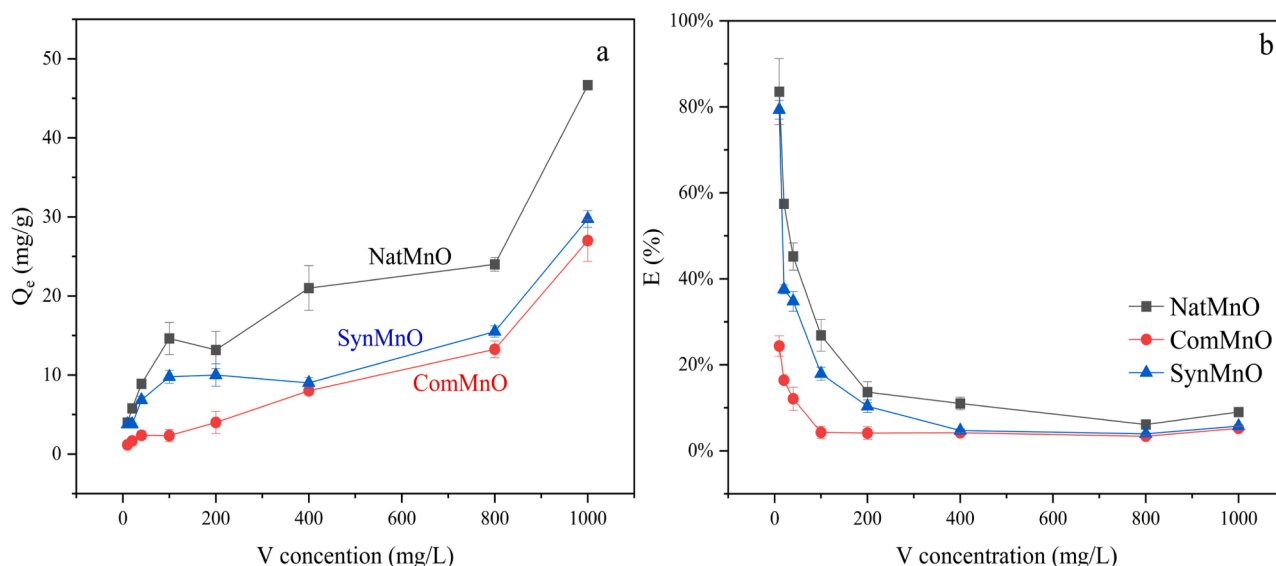 a
50
40
30
20
10
0
Qe (mg/g)
NatMnO
SynMnO
ComMnO
0 200 400 600 800 1000
V concention (mg/L)
b
100%
80%
60%
40%
20%
0%
E (%)
NatMnO
ComMnO
SynMnO
0 200 400 600 800 1000
V concentration (mg/L)